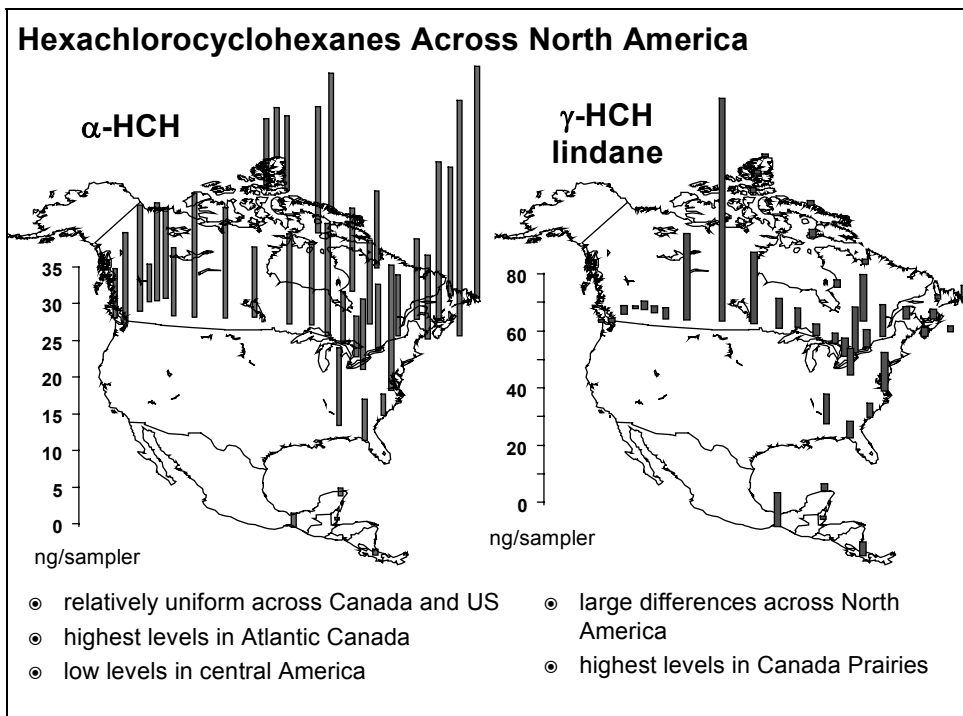 Hexachlorocyclohexanes Across North America
α-HCH
35
30
25
20
15
10
5
0
ng/sampler
γ-HCH
lindane
80
60
40
20
0
ng/sampler
◉ relatively uniform across Canada and US
◉ highest levels in Atlantic Canada
◉ low levels in central America
◉ large differences across North
America
◉ highest levels in Canada Prairies